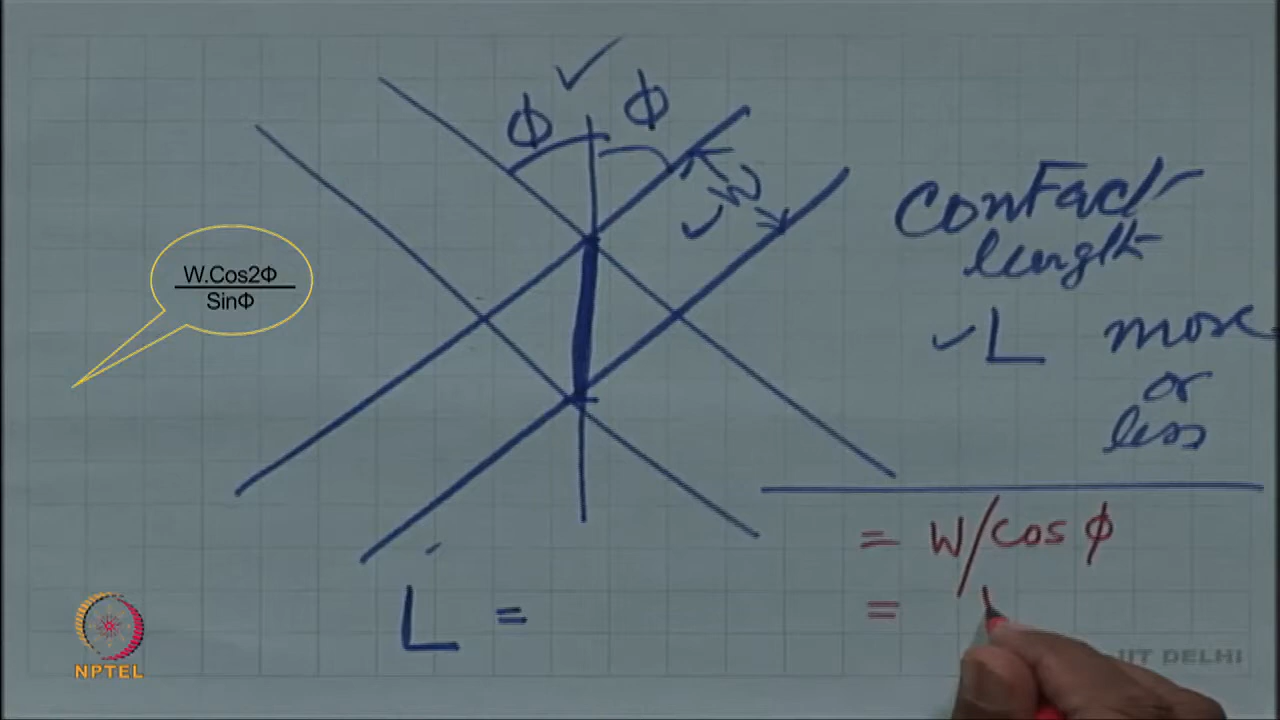 ϕ ϕ
W
W.Cos2Φ
SinΦ
contact
length
L more
or
less
= W/cos ϕ
=
L =
NPTEL
IIT DELHI